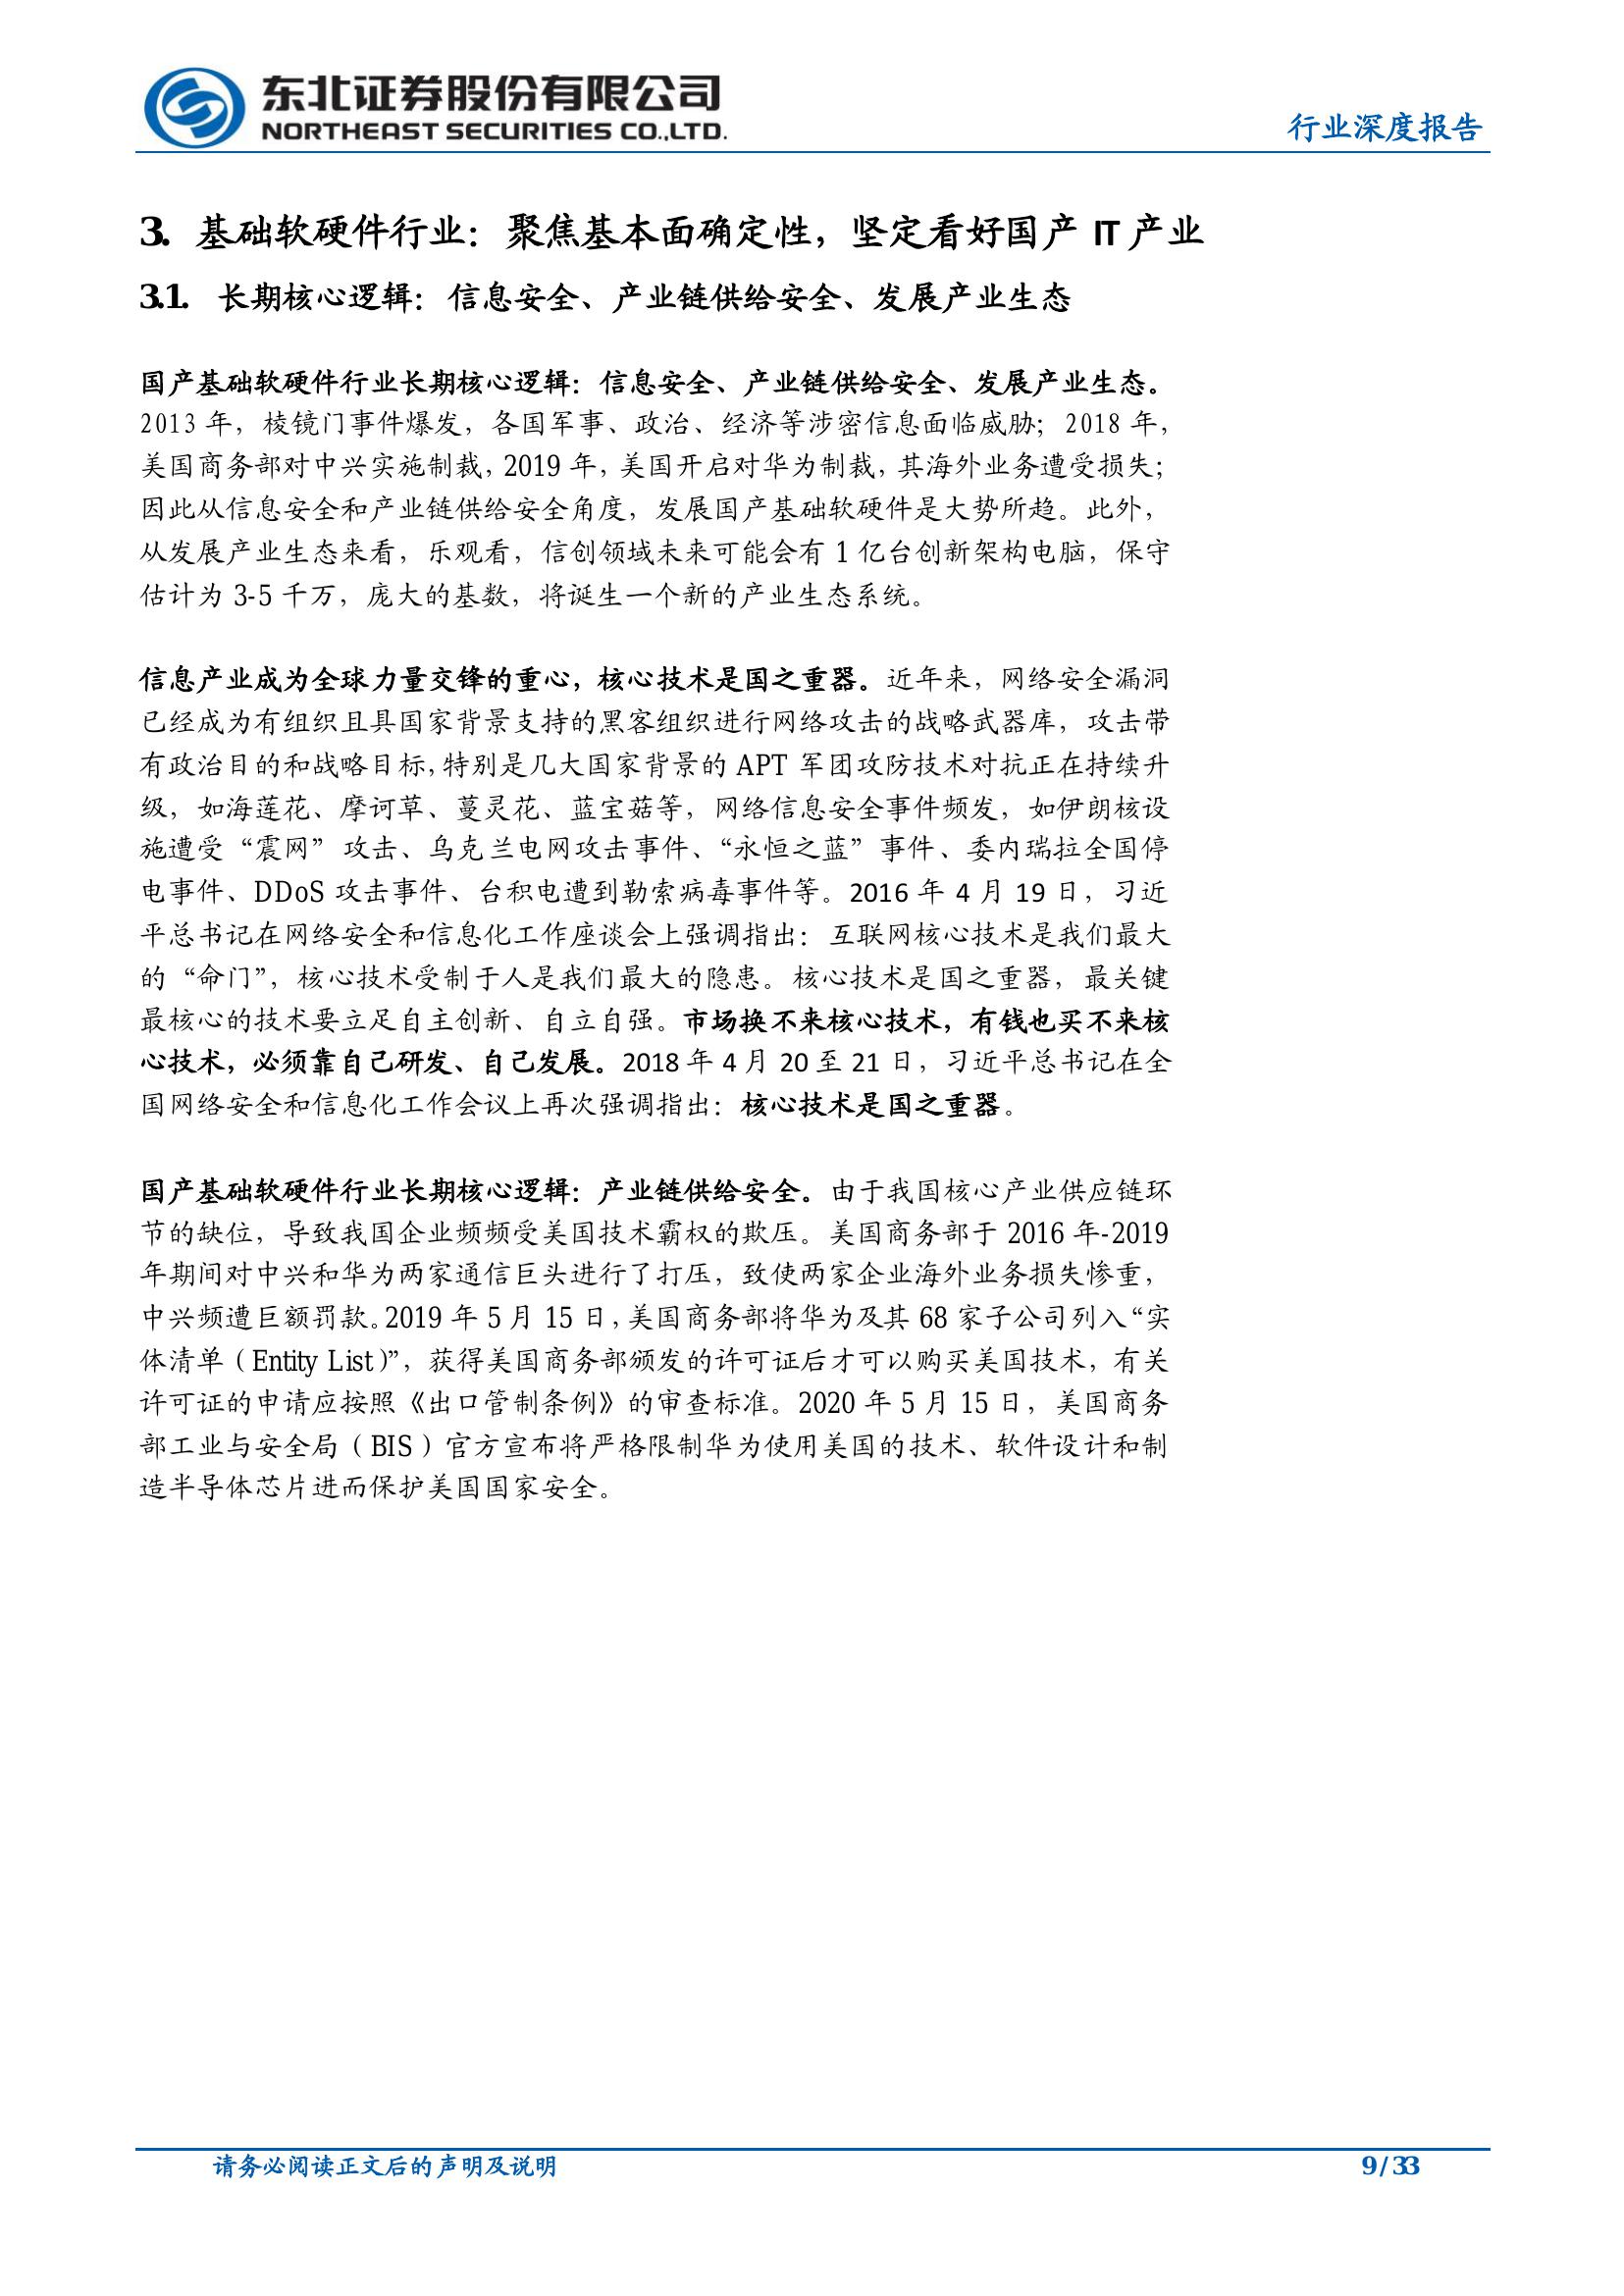 东北证券股份有限公司
NORTHEAST SECURITIES CO.,LTD.
行业深度报告
3. 基础软硬件行业：聚焦基本面确定性，坚定看好国产 IT 产业
3.1. 长期核心逻辑：信息安全、产业链供给安全、发展产业生态
国产基础软硬件行业长期核心逻辑：信息安全、产业链供给安全、发展产业生态。
2013 年，棱镜门事件爆发，各国军事、政治、经济等涉密信息面临威胁；2018 年，
美国商务部对中兴实施制裁，2019 年，美国开启对华为制裁，其海外业务遭受损失；
因此从信息安全和产业链供给安全角度，发展国产基础软硬件是大势所趋。此外，
从发展产业生态来看，乐观看，信创领域未来可能会有 1 亿台创新架构电脑，保守
估计为 3-5 千万，庞大的基数，将诞生一个新的产业生态系统。
信息产业成为全球力量交锋的重心，核心技术是国之重器。近年来，网络安全漏洞
已经成为有组织且具国家背景支持的黑客组织进行网络攻击的战略武器库，攻击带
有政治目的和战略目标，特别是几大国家背景的 APT 军团攻防技术对抗正在持续升
级，如海莲花、摩诃草、蔓灵花、蓝宝菇等，网络信息安全事件频发，如伊朗核设
施遭受“震网” 攻击、乌克兰电网攻击事件、“永恒之蓝” 事件、委内瑞拉全国停
电事件、DDoS 攻击事件、台积电遭到勒索病毒事件等。2016 年 4 月 19 日，习近
平总书记在网络安全和信息化工作座谈会上强调指出：互联网核心技术是我们最大
的“命门”，核心技术受制于人是我们最大的隐患。核心技术是国之重器，最关键
最核心的技术要立足自主创新、自立自强。市场换不来核心技术，有钱也买不来核
心技术，必须靠自己研发、自己发展。2018 年 4 月 20 至 21 日，习近平总书记在全
国网络安全和信息化工作会议上再次强调指出：核心技术是国之重器。
国产基础软硬件行业长期核心逻辑：产业链供给安全。由于我国核心产业供应链环
节的缺位，导致我国企业频频受美国技术霸权的欺压。美国商务部于 2016 年-2019
年期间对中兴和华为两家通信巨头进行了打压，致使两家企业海外业务损失惨重，
中兴频遭巨额罚款。2019 年 5 月 15 日，美国商务部将华为及其 68 家子公司列入“实
体清单（Entity List）”，获得美国商务部颁发的许可证后才可以购买美国技术，有关
许可证的申请应按照《出口管制条例》的审查标准。2020 年 5 月 15 日，美国商务
部工业与安全局（BIS）官方宣布将严格限制华为使用美国的技术、软件设计和制
造半导体芯片进而保护美国国家安全。
请务必阅读正文后的声明及说明
9 / 33